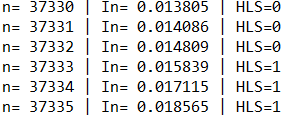 n= 37330 | In= 0.013805 | HLS=0
n= 37331 | In= 0.014086 | HLS=0
n= 37332 | In= 0.014809 | HLS=0
n= 37333 | In= 0.015839 | HLS=1
n= 37334 | In= 0.017115 | HLS=1
n= 37335 | In= 0.018565 | HLS=1